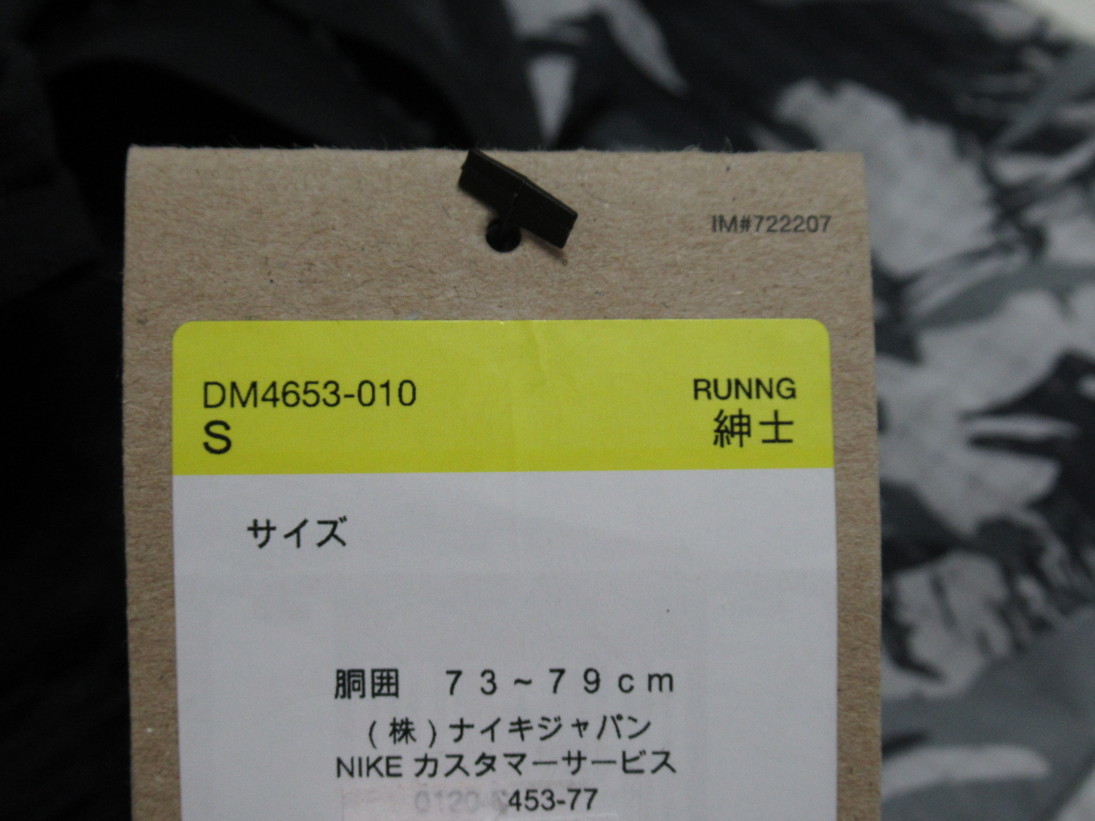 IM#722207
DM4653-010
RUNNG
S
紳士
サイズ
胴囲 73~79cm
(株)ナイキジャパン
NIKE カスタマーサービス
0120-453-77